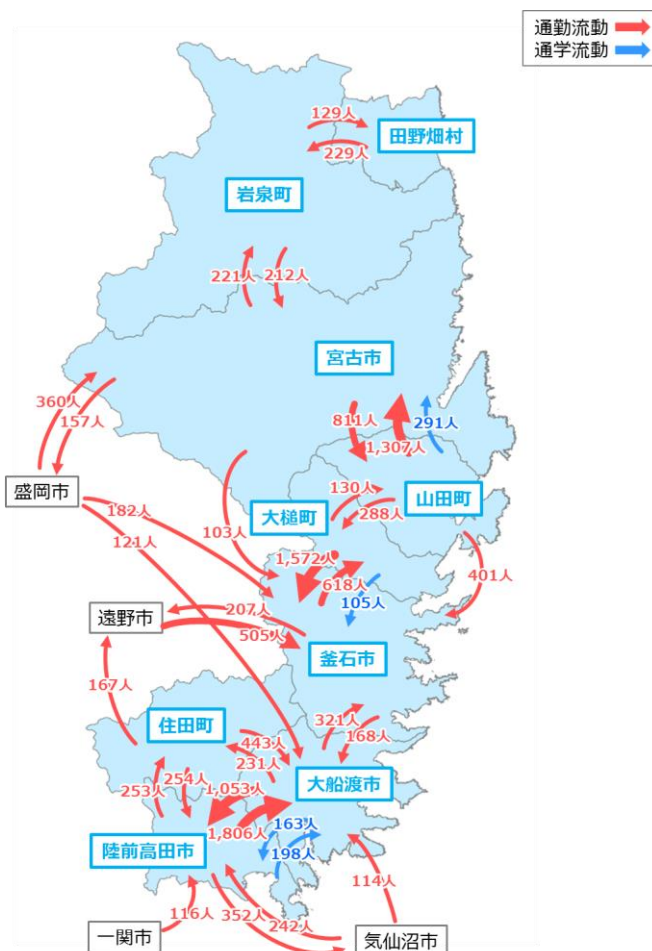 通勤流動
通学流動
129人
田野畑村
229人
岩泉町
221人
212人
宮古市
360人
157人
811人
291人
1,307人
盛岡市
182人
121人
103人
大槌町
130人
山田町
288人
1,572人
618人
401人
105人
遠野市
207人
505人
釜石市
167人
住田町
321人
168人
443人
231人
大船渡市
253人
254人
1,053人
1,806人
163人
198人
陸前高田市
114人
116人
352人
242人
一関市
気仙沼市